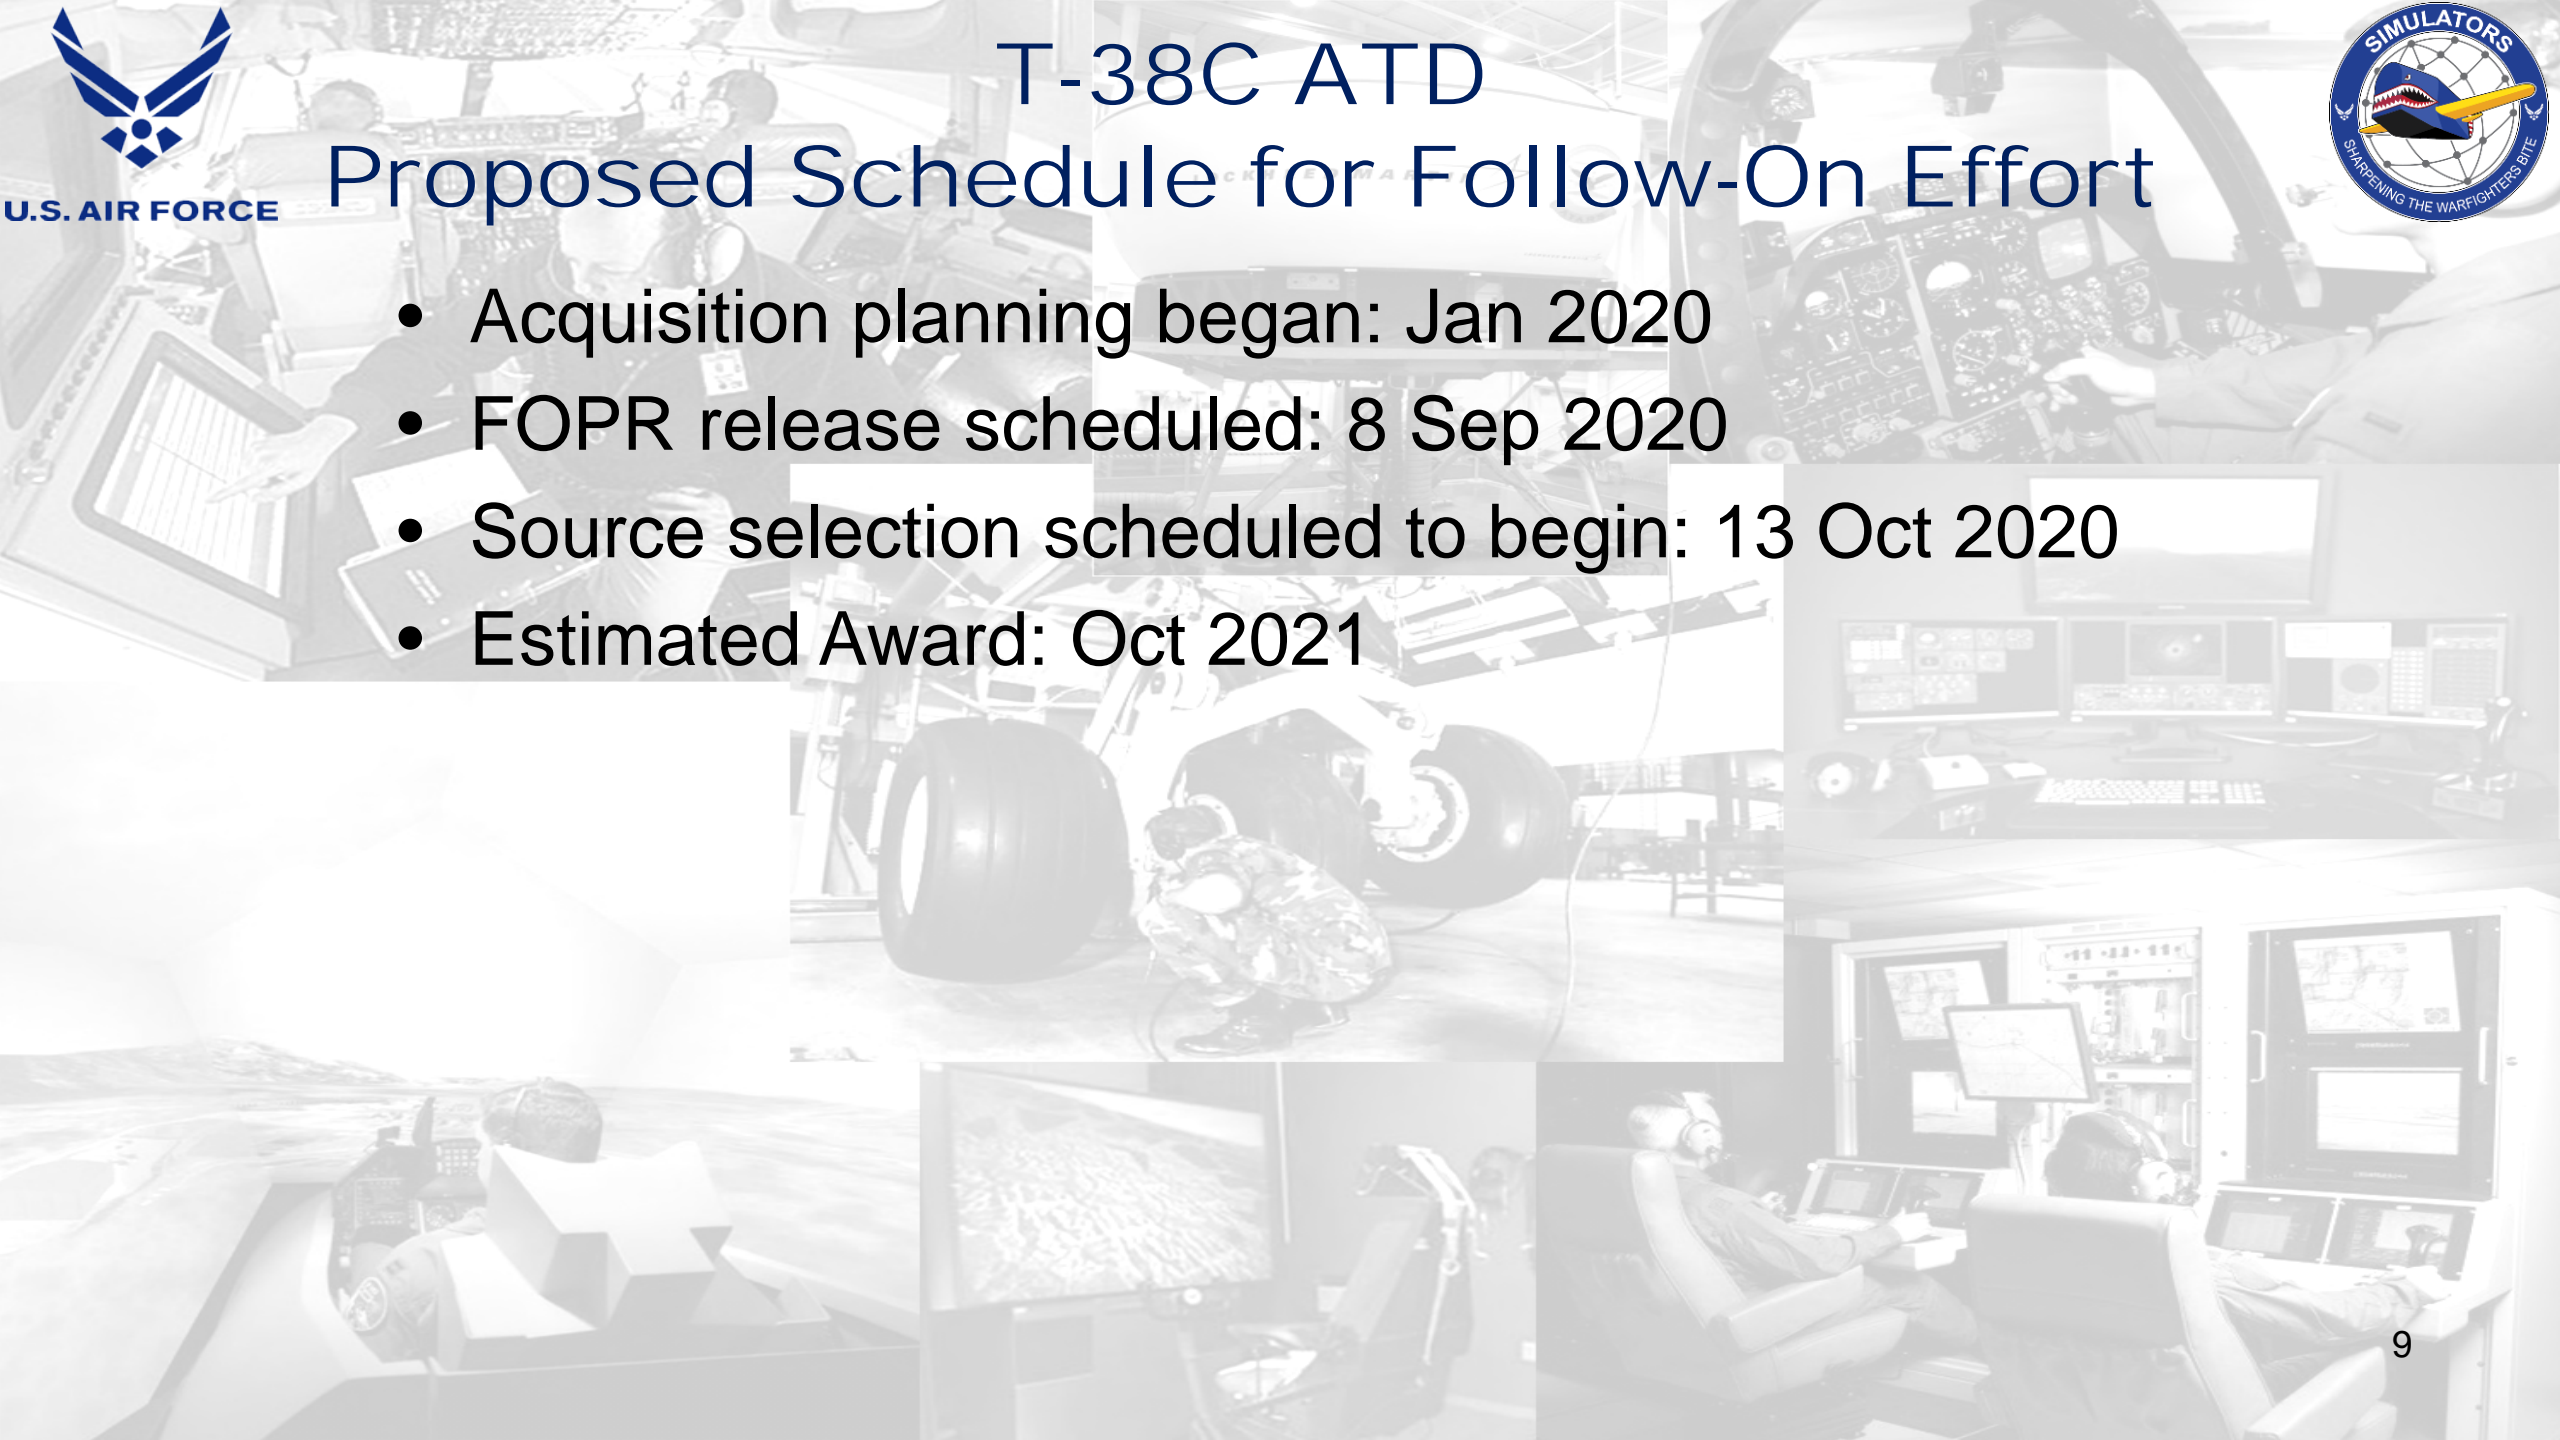 T-38C ATD
Proposed Schedule for Follow-On Effort
U.S. AIR FORCE
SIMULATORS
SHARPENING THE WARFIGHTERS BITE
• Acquisition planning began: Jan 2020
• FOPR release scheduled: 8 Sep 2020
• Source selection scheduled to begin: 13 Oct 2020
• Estimated Award: Oct 2021
9